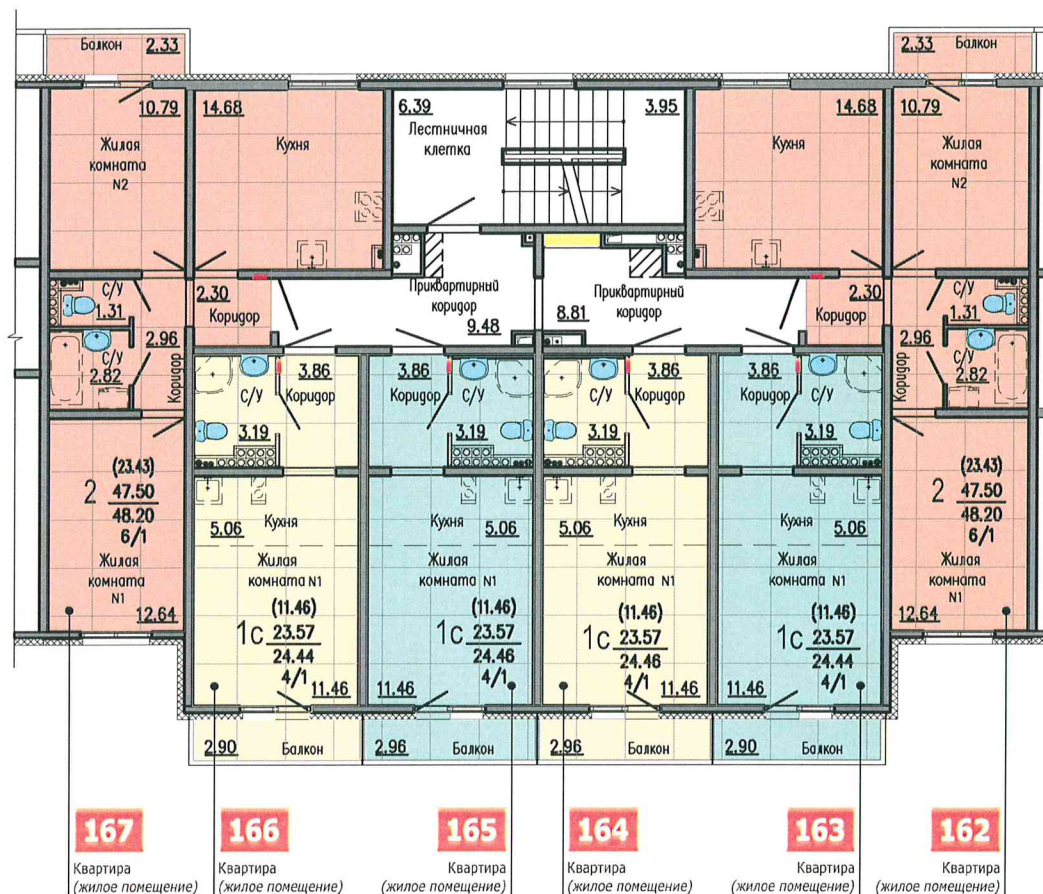 Балкон 2.33
2.33 Балкон
10.79
14.68
6.39
3.95
14.68
10.79
Лестничная
клетка
Жилая
комната
N2
Кухня
Кухня
Жилая
комната
N2
С/У
1.31
2.30
Коридор
Приквартирный
коридор
9.48
8.81
Приквартирный
коридор
2.30
Коридор
С/У
1.31
2.96
Коридор
С/У
2.82
2.96
Коридор
С/У
2.82
3.86
Коридор
С/У
3.19
3.86
Коридор
С/У
3.19
3.86
Коридор
С/У
3.19
3.86
Коридор
С/У
3.19
2
(23.43)
47.50
48.20
6/1
Жилая
комната
N1
12.64
5.06
Кухня
Жилая
комната N1
1С
(11.46)
23.57
24.44
4/1
11.46
Кухня
5.06
Жилая
комната N1
1С
(11.46)
23.57
24.46
4/1
11.46
5.06
Кухня
Жилая
комната N1
1С
(11.46)
23.57
24.46
4/1
11.46
Кухня
5.06
Жилая
комната N1
1С
(11.46)
23.57
24.44
4/1
11.46
2
(23.43)
47.50
48.20
6/1
Жилая
комната
N1
12.64
2.90 Балкон
2.96 Балкон
2.96 Балкон
2.90 Балкон
167
Квартира
(жилое помещение)
166
Квартира
(жилое помещение)
165
Квартира
(жилое помещение)
164
Квартира
(жилое помещение)
163
Квартира
(жилое помещение)
162
Квартира
(жилое помещение)